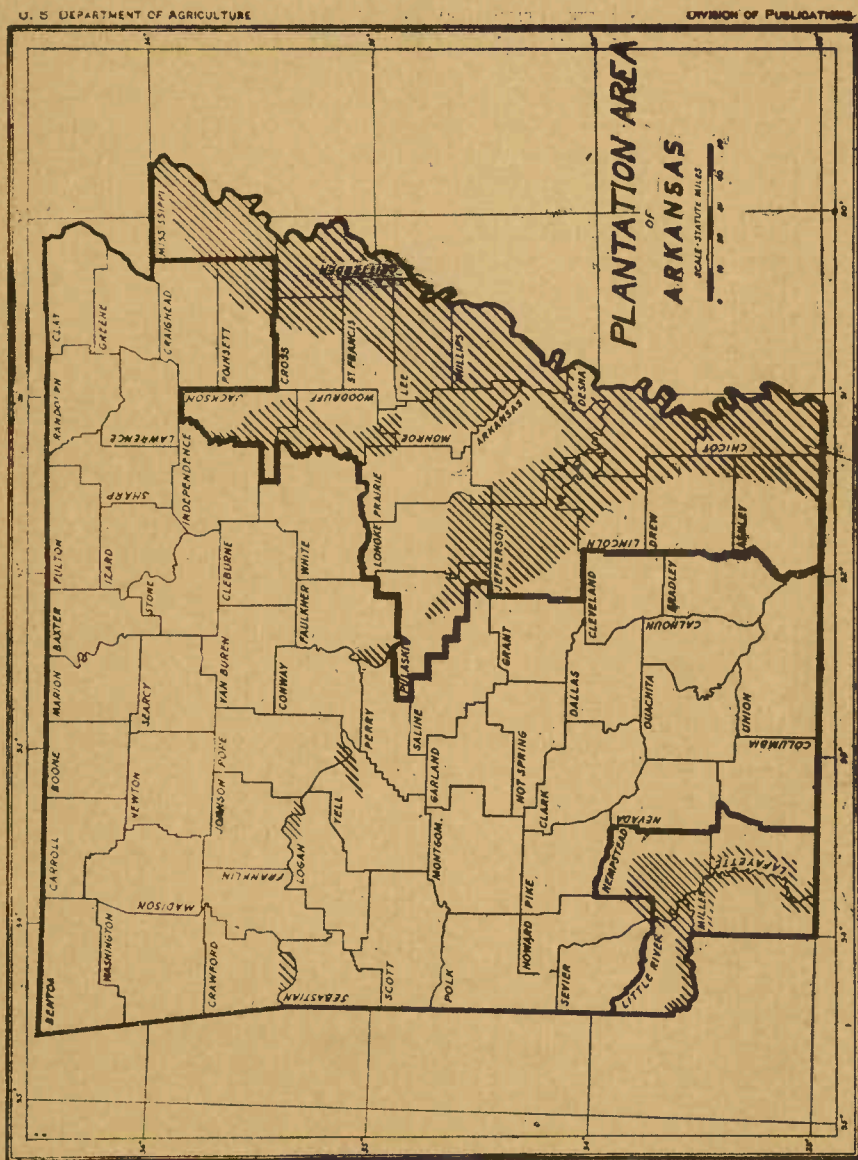 U. S DEPARTMENT OF AGRICULTURE
DIVISION OF PUBLICATIONS
PLANTATION AREA
OF
ARKANSAS
SCALE-STATUTE MILES
BENTOA
CARROLL
BOONE
MARION
BAXTER
FULTON
RANDOLPH
CLAY
WASHINGTON
MADISON
NEWTON
SEARCY
STONE
IZARD
SHARP
LAWRENCE
GREENE
CRAIGHEAD
MISSISSIPPI
CRAWFORD
FRANKLIN
JOHNSON
POPE
VAN BUREN
CLEBURNE
INDEPENDENCE
JACKSON
POINSETT
SEBASTIAN
LOGAN
YELL
CONWAY
FAULKNER
WHITE
WOODRUFF
CROSS
ST FRANCIS
CRITTENDEN
SCOTT
PERRY
PULASKI
LONOKE
PRAIRIE
MONROE
LEE
PHILLIPS
POLK
MONTGOM.
GARLAND
SALINE
HOT SPRING
GRANT
JEFFERSON
ARKANSAS
DESHA
HOWARD
PIKE
CLARK
DALLAS
CLEVELAND
LINCOLN
SEVIER
HEMPSTEAD
NEVADA
OUACHITA
CALHOUN
BRADLEY
DREW
CHICOT
LITTLE RIVER
MILLER
LAFAYETTE
COLUMBIA
UNION
ASHLEY